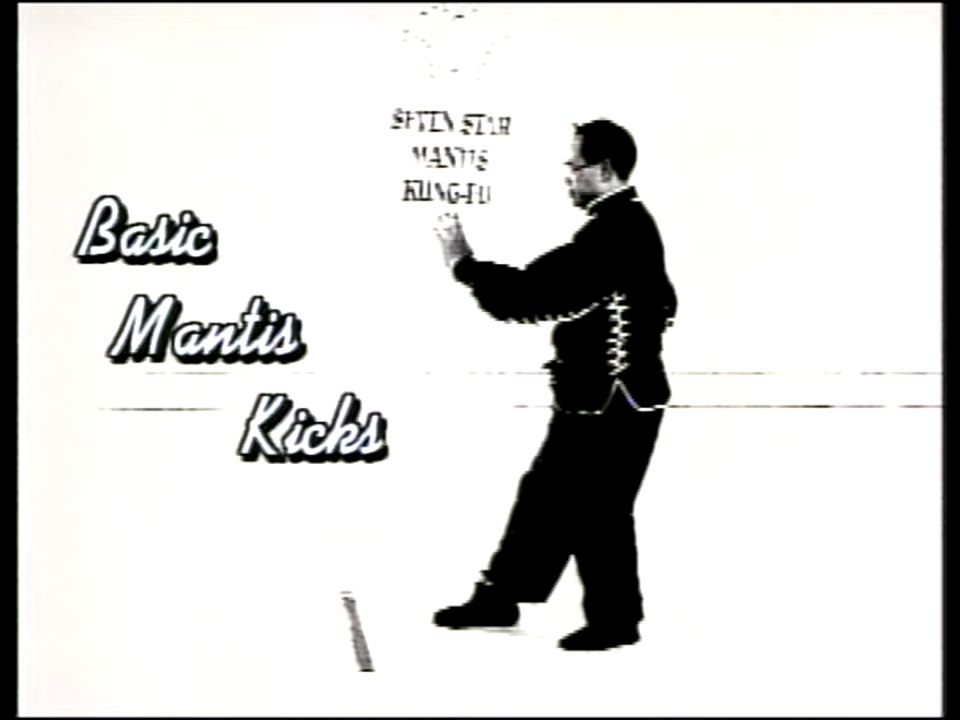 SEVEN STAR
MANTIS
KUNG-FU
Basic
Mantis
Kicks